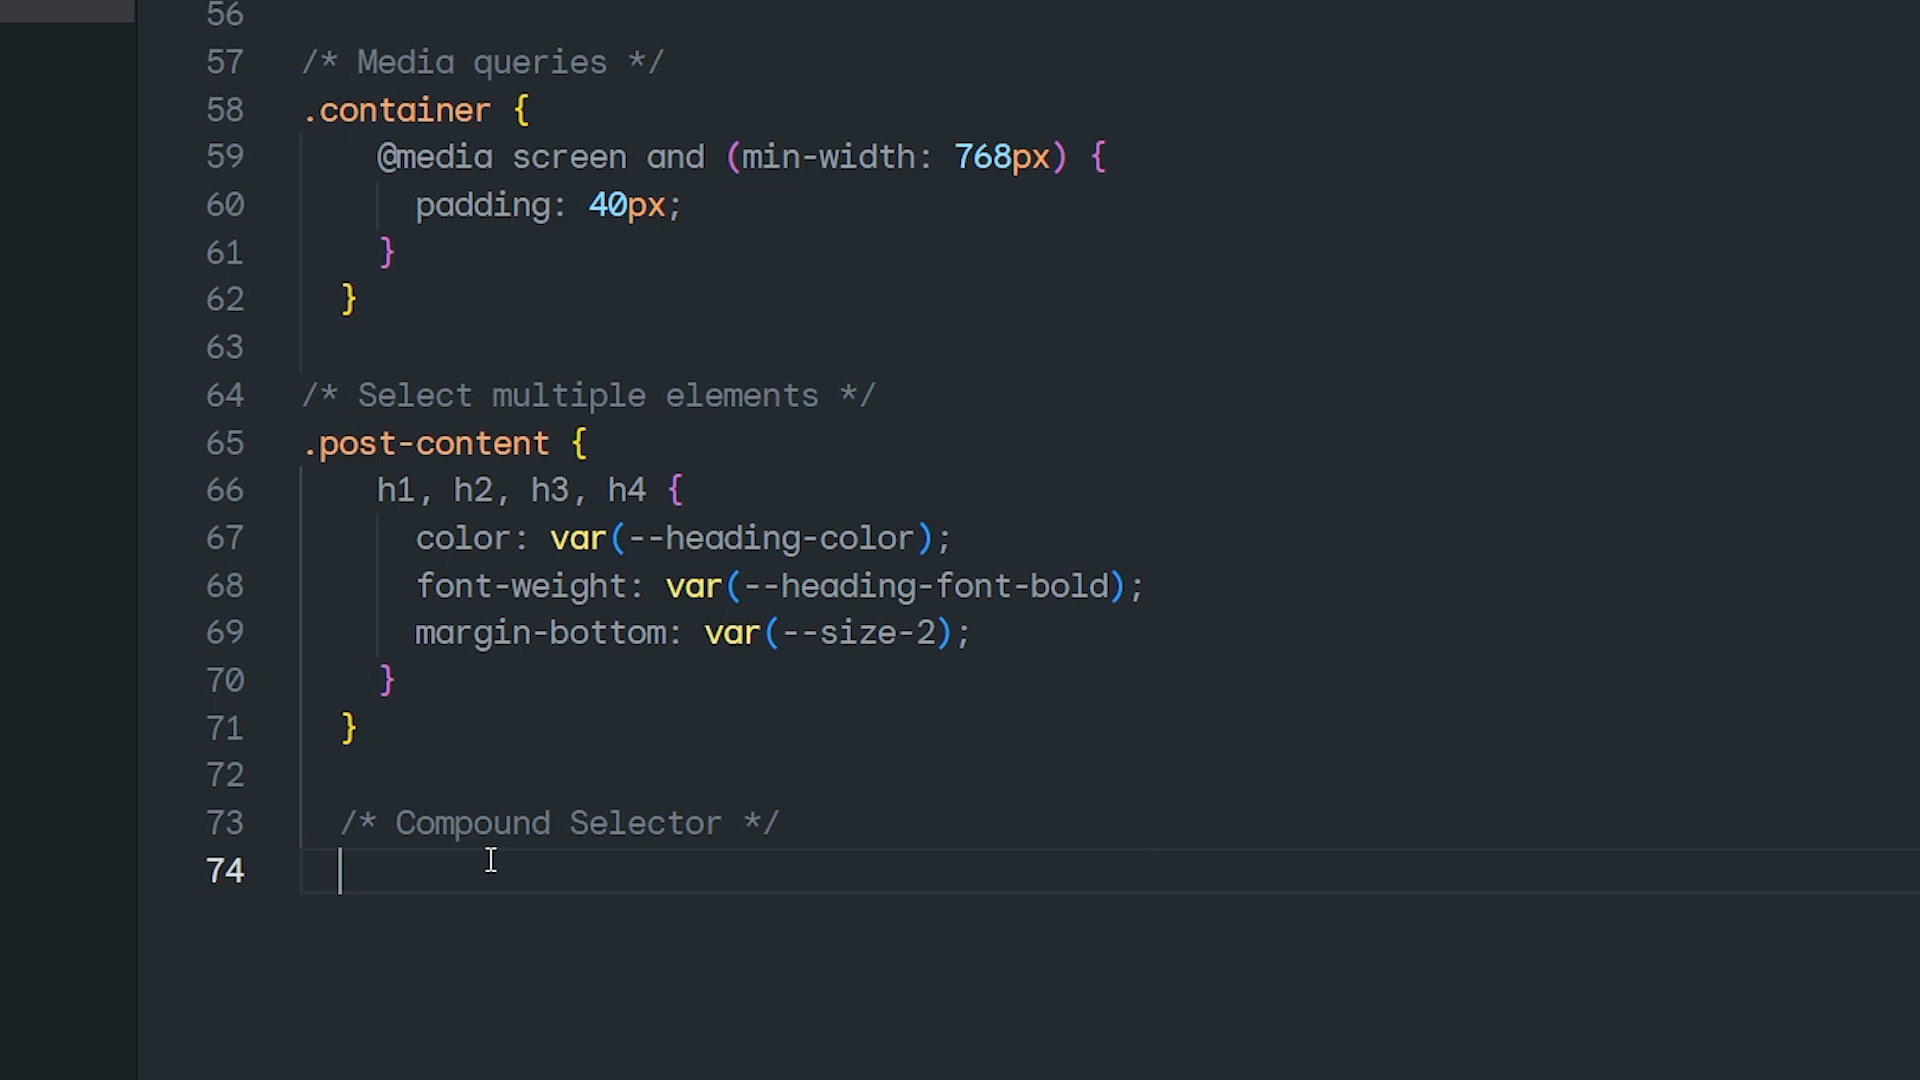 56
57 /* Media queries */
58 .container {
59 @media screen and (min-width: 768px) {
60 padding: 40px;
61 }
62 }
63
64 /* Select multiple elements */
65 .post-content {
66 h1, h2, h3, h4 {
67 color: var(--heading-color);
68 font-weight: var(--heading-font-bold);
69 margin-bottom: var(--size-2);
70 }
71 }
72
73 /* Compound Selector */
74